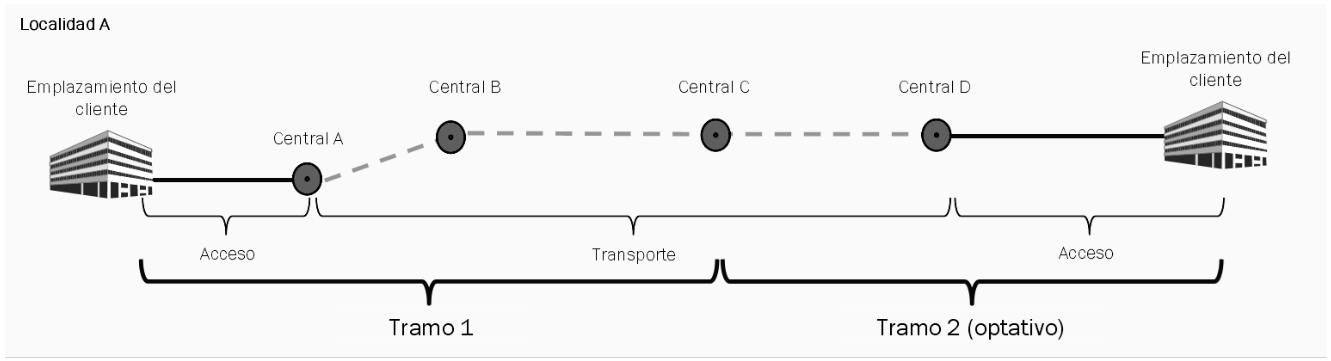 Localidad A
Emplazamiento del
cliente
Central A
Central B
Central C
Central D
Emplazamiento del
cliente
Acceso
Transporte
Acceso
Tramo 1
Tramo 2 (optativo)